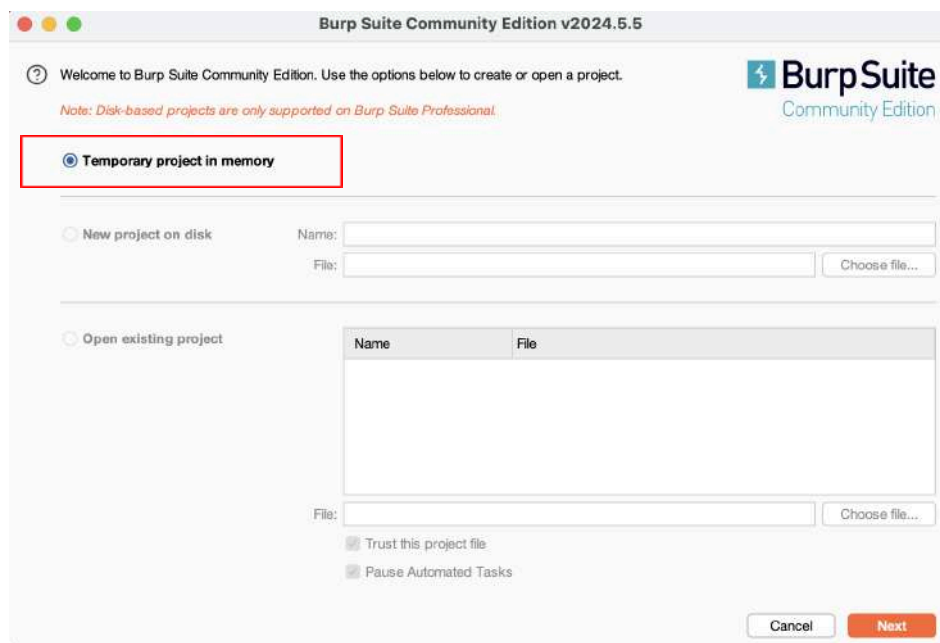 Burp Suite Community Edition v2024.5.5
Welcome to Burp Suite Community Edition. Use the options below to create or open a project.
Note: Disk-based projects are only supported on Burp Suite Professional.
Burp Suite
Community Edition
Temporary project in memory
New project on disk
Name:
File:
Choose file...
Open existing project
Name File
File:
Choose file...
Trust this project file
Pause Automated Tasks
Cancel Next